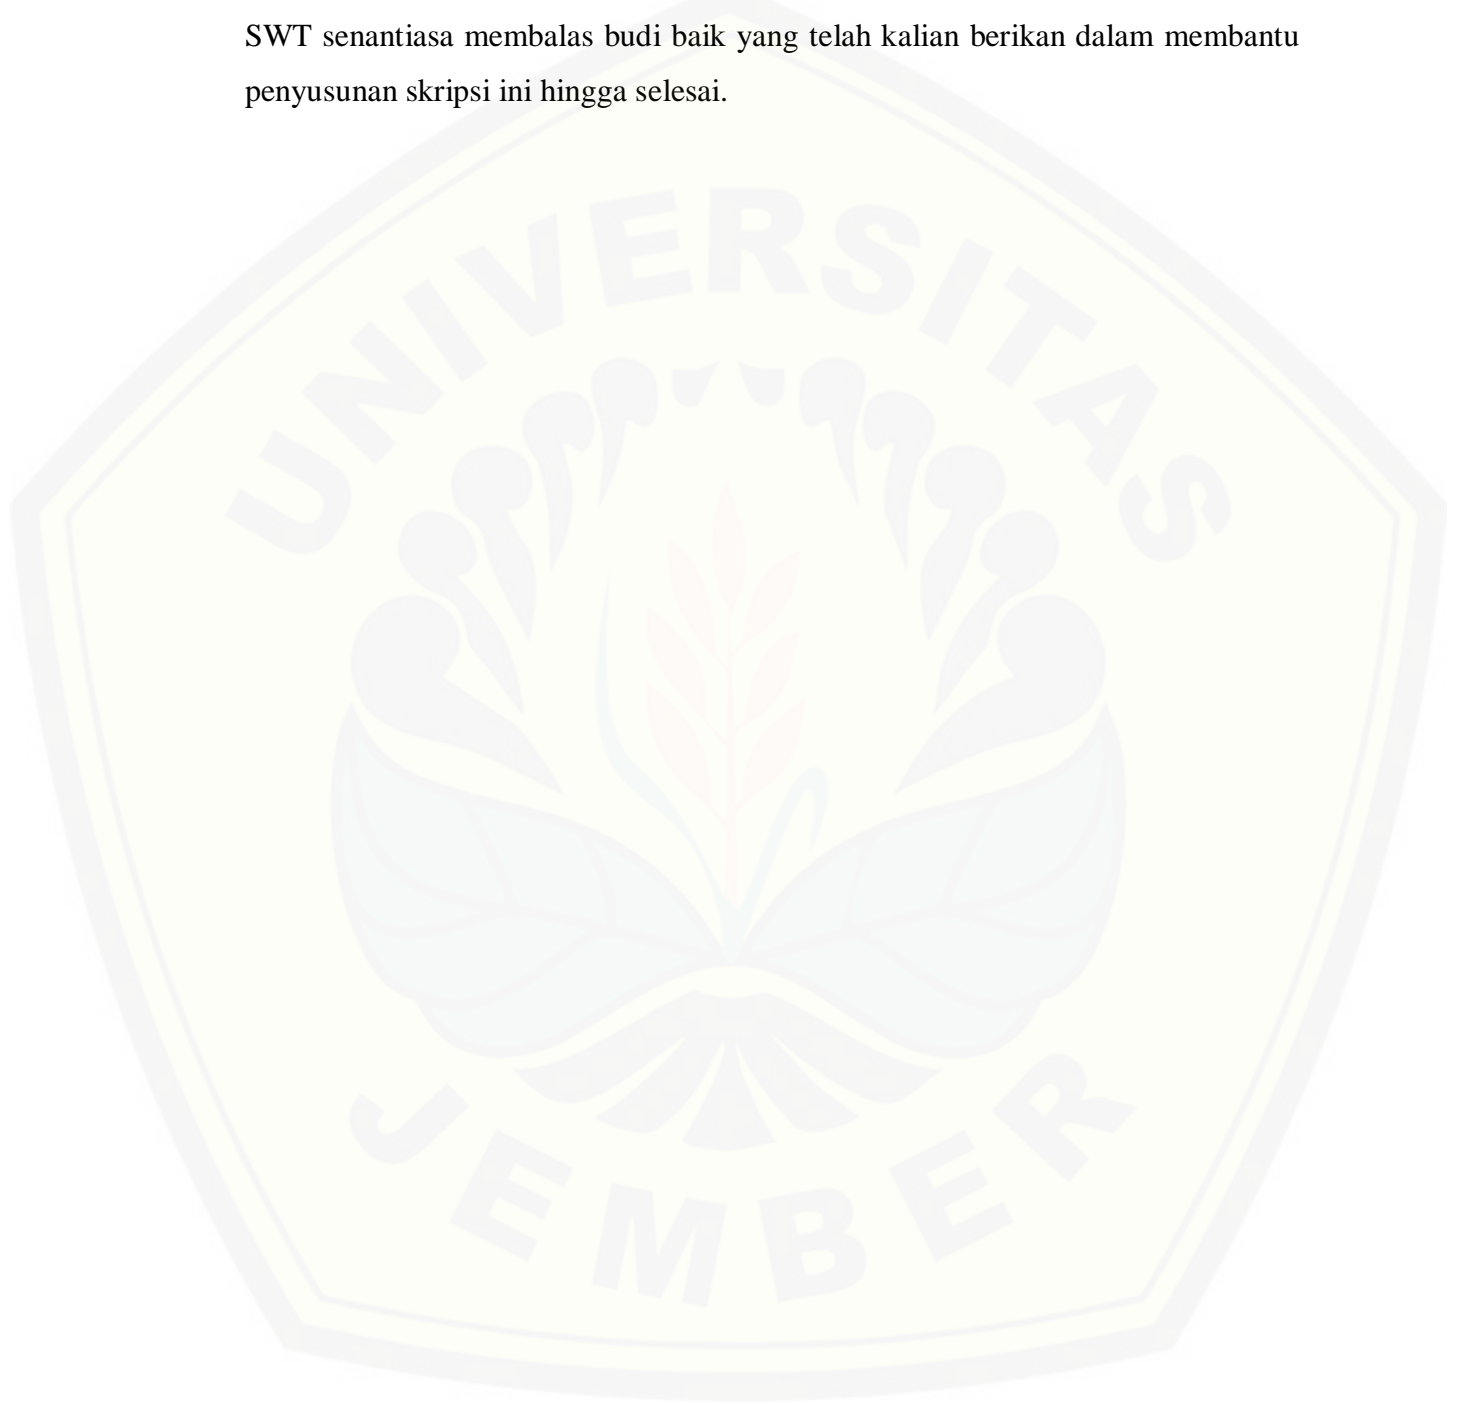 SWT senantiasa membalas budi baik yang telah kalian berikan dalam membantu
penyusunan skripsi ini hingga selesai.
UNIVERSITAS
JEMBER